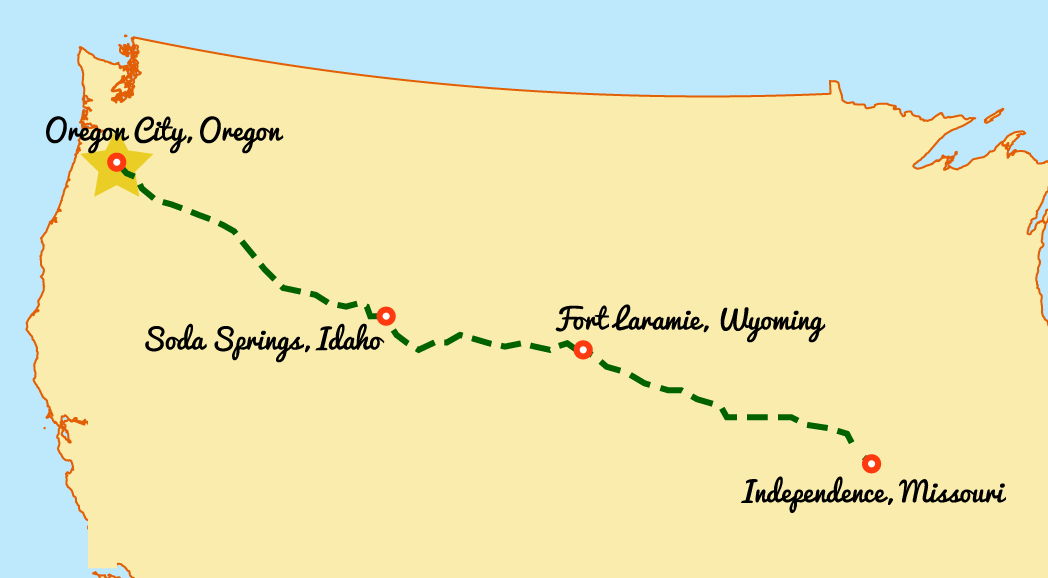 Oregon City, Oregon
Fort Laramie, Wyoming
Soda Springs, Idaho
Independence, Missouri